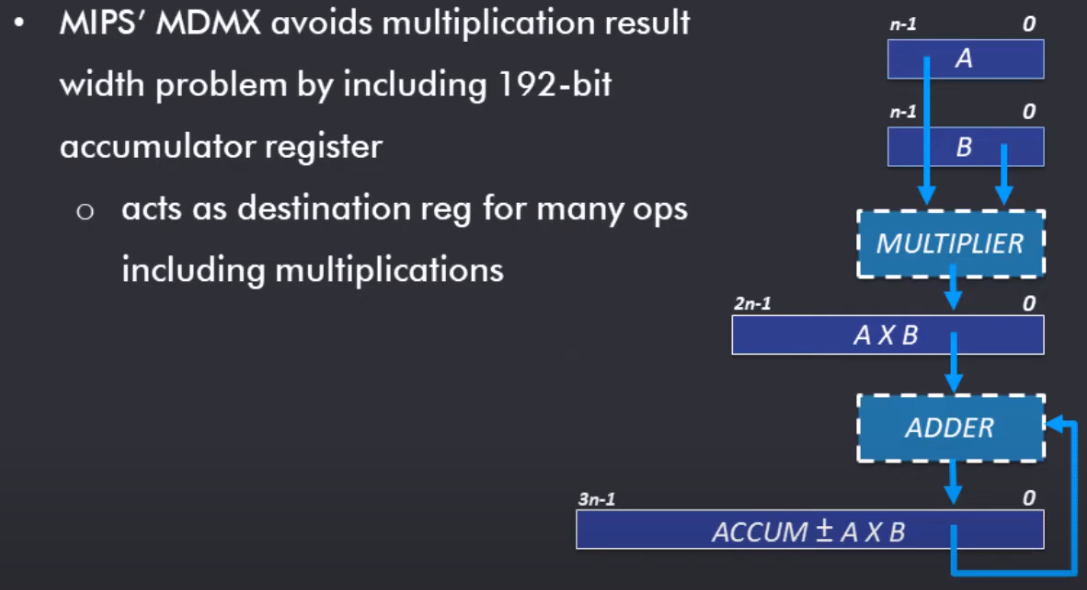 • MIPS' MDMX avoids multiplication result
width problem by including 192-bit
accumulator register
o acts as destination reg for many ops
including multiplications
n-1 0
A
n-1 0
B
MULTIPLIER
2n-1 0
A X B
ADDER
3n-1 0
ACCUM ± A X B